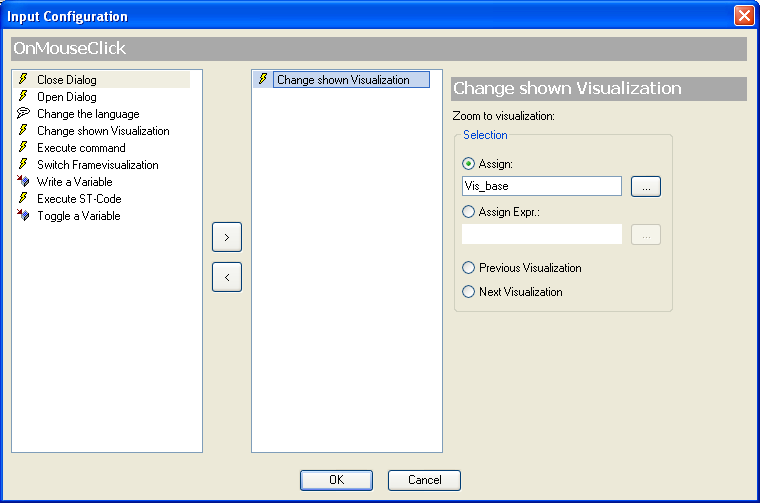 Input Configuration
OnMouseClick
Close Dialog
Open Dialog
Change the language
Change shown Visualization
Execute command
Switch Framevisualization
Write a Variable
Execute ST-Code
Toggle a Variable
>
<
Change shown Visualization
Change shown Visualization
Zoom to visualization:
Selection
Assign:
Vis_base
...
Assign Expr.:
...
Previous Visualization
Next Visualization
OK
Cancel